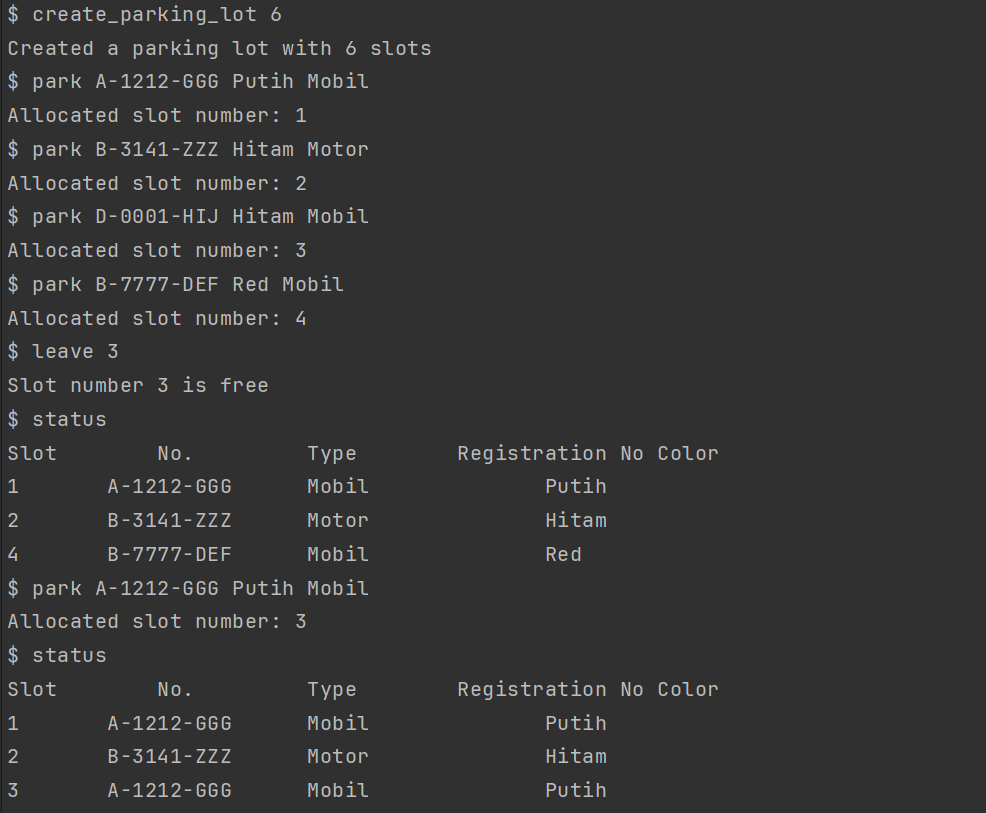 $ create_parking_lot 6
Created a parking lot with 6 slots
$ park A-1212-GGG Putih Mobil
Allocated slot number: 1
$ park B-3141-ZZZ Hitam Motor
Allocated slot number: 2
$ park D-0001-HIJ Hitam Mobil
Allocated slot number: 3
$ park B-7777-DEF Red Mobil
Allocated slot number: 4
$ leave 3
Slot number 3 is free
$ status
Slot        No.         Type        Registration No Color
1       A-1212-GGG      Mobil              Putih
2       B-3141-ZZZ      Motor              Hitam
4       B-7777-DEF      Mobil              Red
$ park A-1212-GGG Putih Mobil
Allocated slot number: 3
$ status
Slot        No.         Type        Registration No Color
1       A-1212-GGG      Mobil              Putih
2       B-3141-ZZZ      Motor              Hitam
3       A-1212-GGG      Mobil              Putih